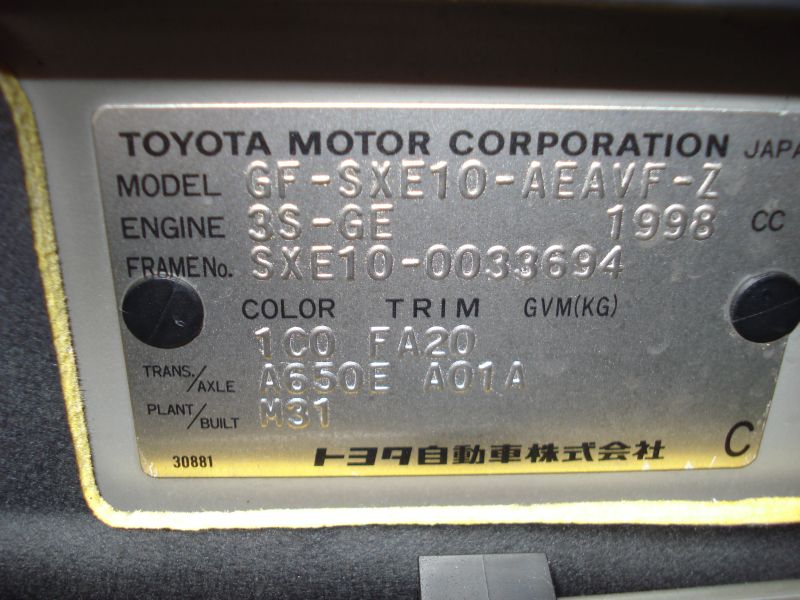 TOYOTA MOTOR CORPORATION JAPA
MODEL GF-SXE10-AEAVF-Z
ENGINE 3S-GE 1998 CC
FRAME No. SXE10-0033694
COLOR TRIM GVM(KG)
1C0 FA20
TRANS./AXLE A650E A01A
PLANT/BUILT M31
30881 トヨタ自動車株式会社 C